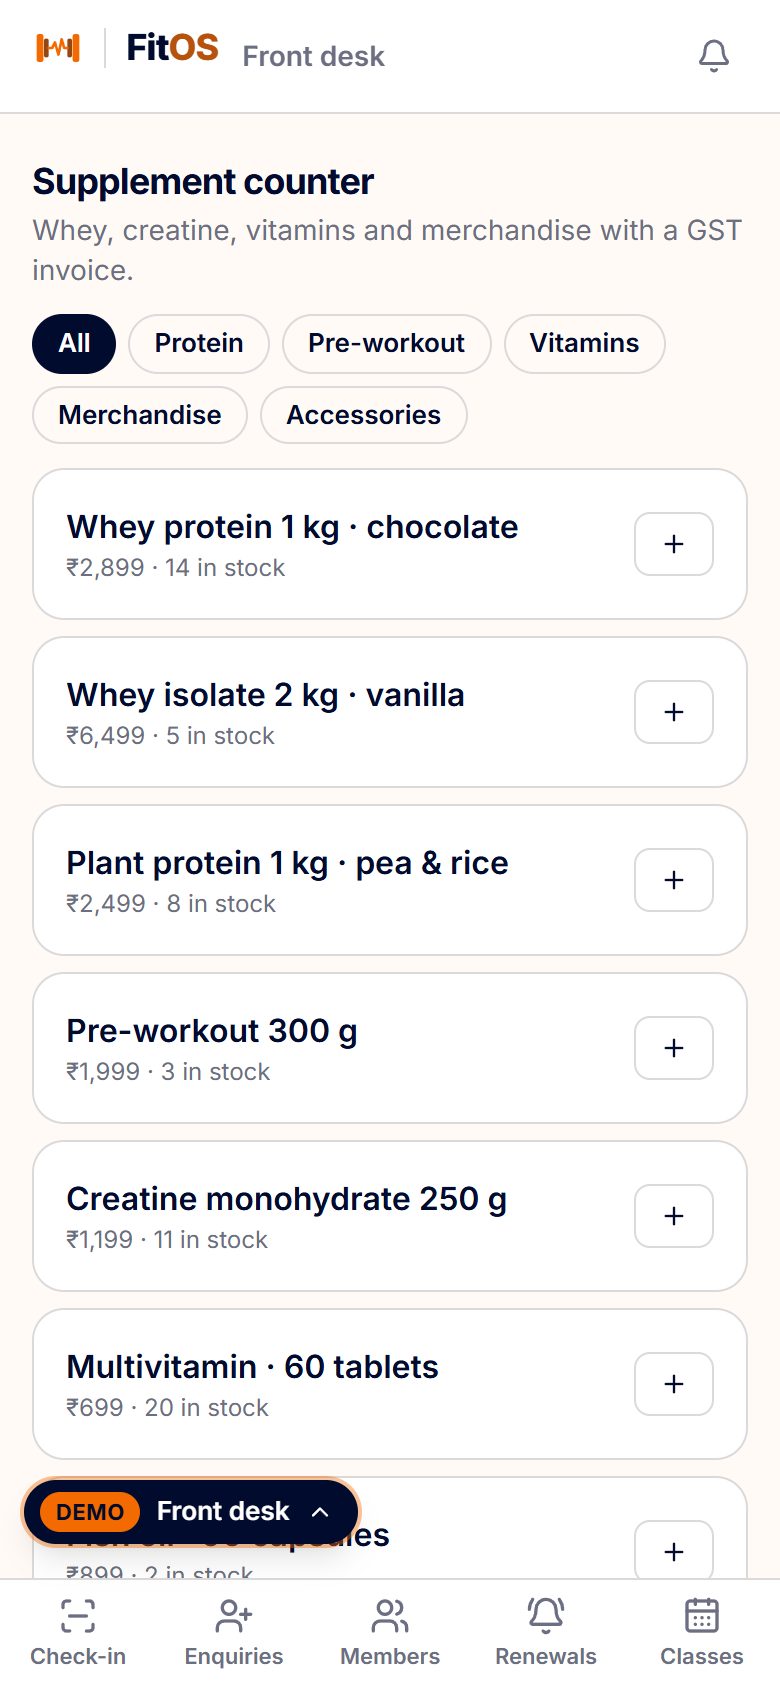 FitOS Front desk
Supplement counter
Whey, creatine, vitamins and merchandise with a GST
invoice.
All
Protein
Pre-workout
Vitamins
Merchandise
Accessories
Whey protein 1 kg · chocolate
₹2,899 · 14 in stock
Whey isolate 2 kg · vanilla
₹6,499 · 5 in stock
Plant protein 1 kg · pea & rice
₹2,499 · 8 in stock
Pre-workout 300 g
₹1,999 · 3 in stock
Creatine monohydrate 250 g
₹1,199 · 11 in stock
Multivitamin · 60 tablets
₹699 · 20 in stock
DEMO Front desk
₹899 · 2 in stock
Check-in
Enquiries
Members
Renewals
Classes